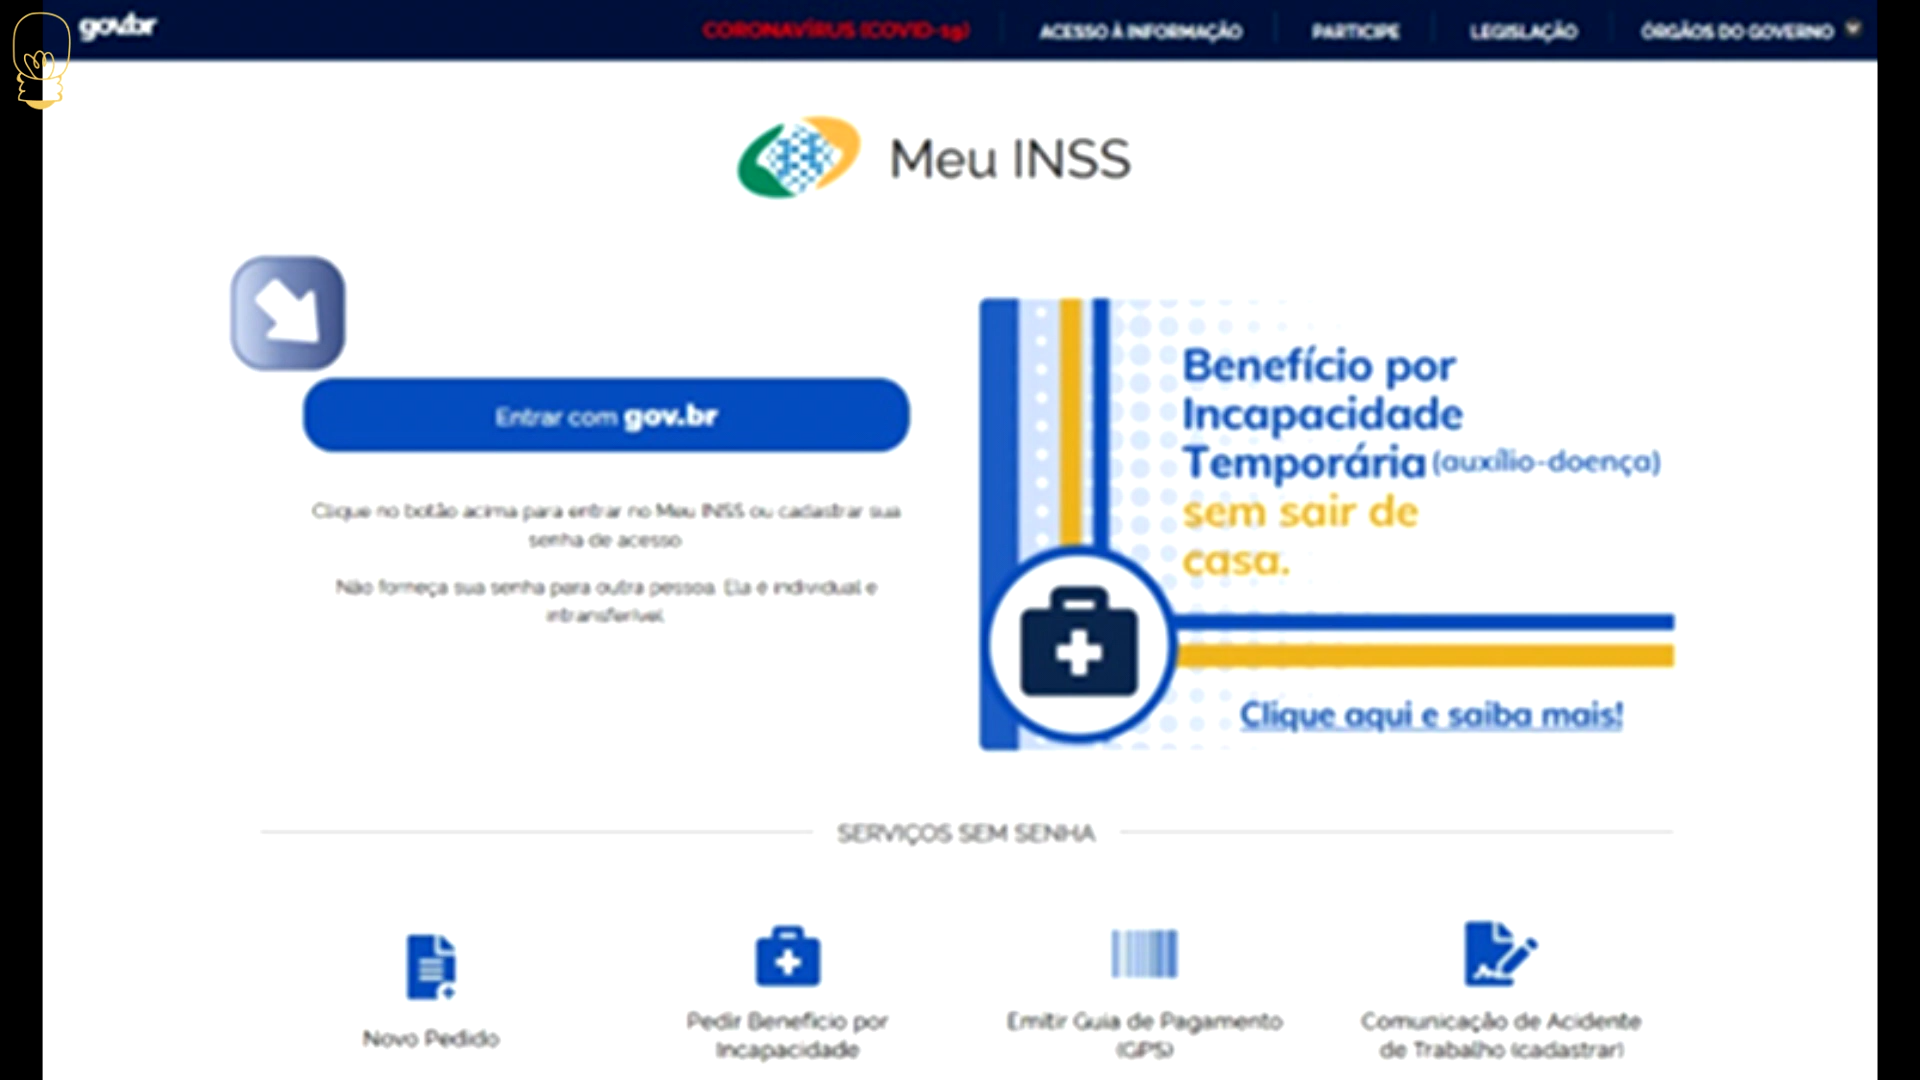 gov.br
CORONAVÍRUS (COVID-19)
ACESSO À INFORMAÇÃO
PARTICIPE
LEGISLAÇÃO
ÓRGÃOS DO GOVERNO
Meu INSS
Entrar com gov.br
Clique no botão acima para entrar no Meu INSS ou cadastrar sua
senha de acesso
Não forneça sua senha para outra pessoa. Ela é individual e
intransferível.
Benefício por
Incapacidade
Temporária (auxílio-doença)
sem sair de
casa.
Clique aqui e saiba mais!
SERVIÇOS SEM SENHA
Novo Pedido
Pedir Benefício por
Incapacidade
Emitir Guia de Pagamento
(GPS)
Comunicação de Acidente
de Trabalho (cadastrar)